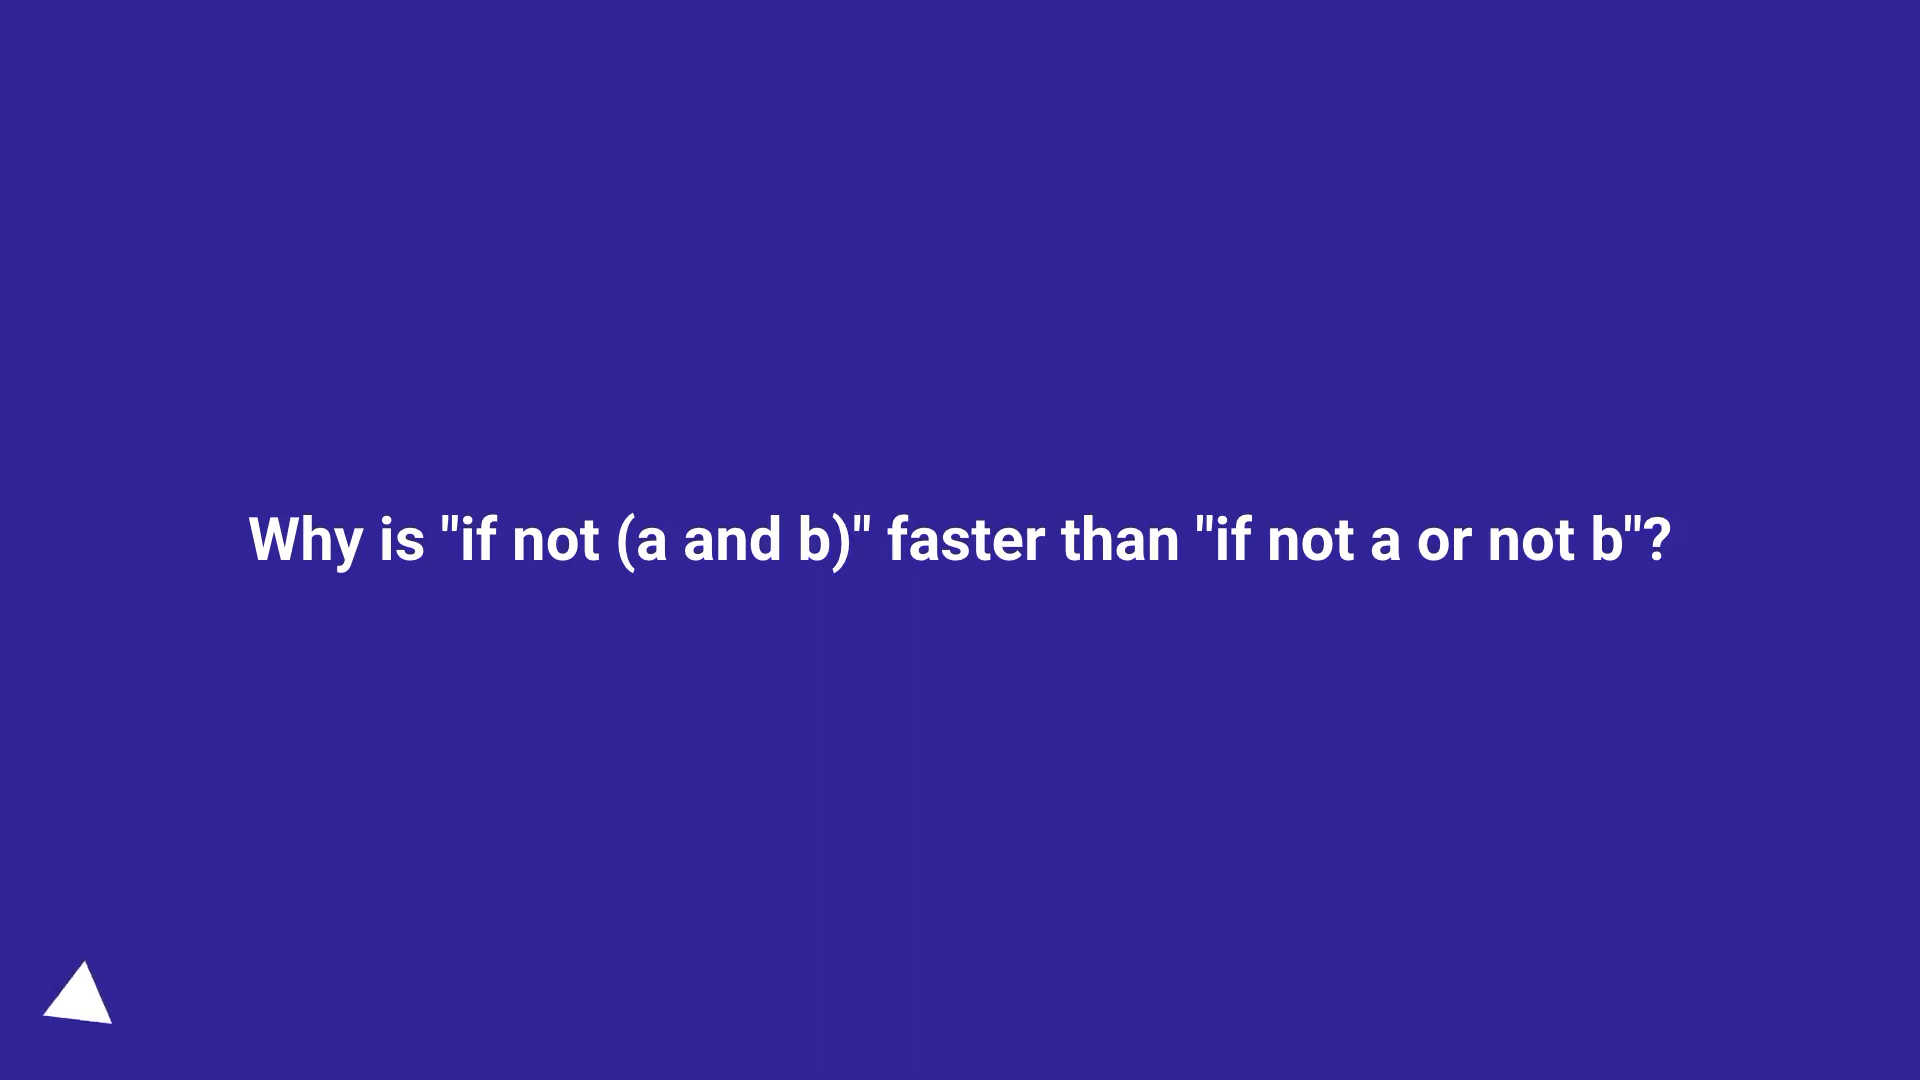 Why is "if not (a and b)" faster than "if not a or not b"?